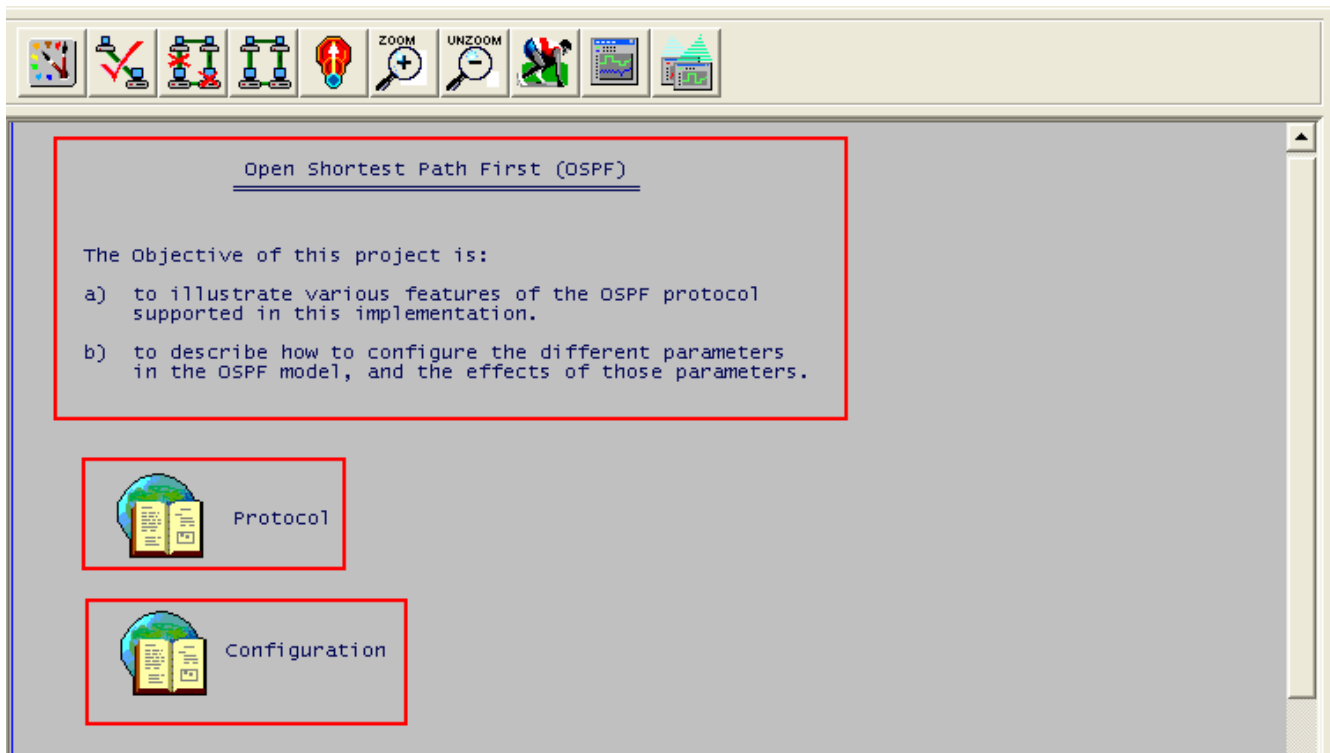 ZOOM
UNZOOM
Open Shortest Path First (OSPF)
The Objective of this project is:
a) to illustrate various features of the OSPF protocol
supported in this implementation.
b) to describe how to configure the different parameters
in the OSPF model, and the effects of those parameters.
Protocol
Configuration